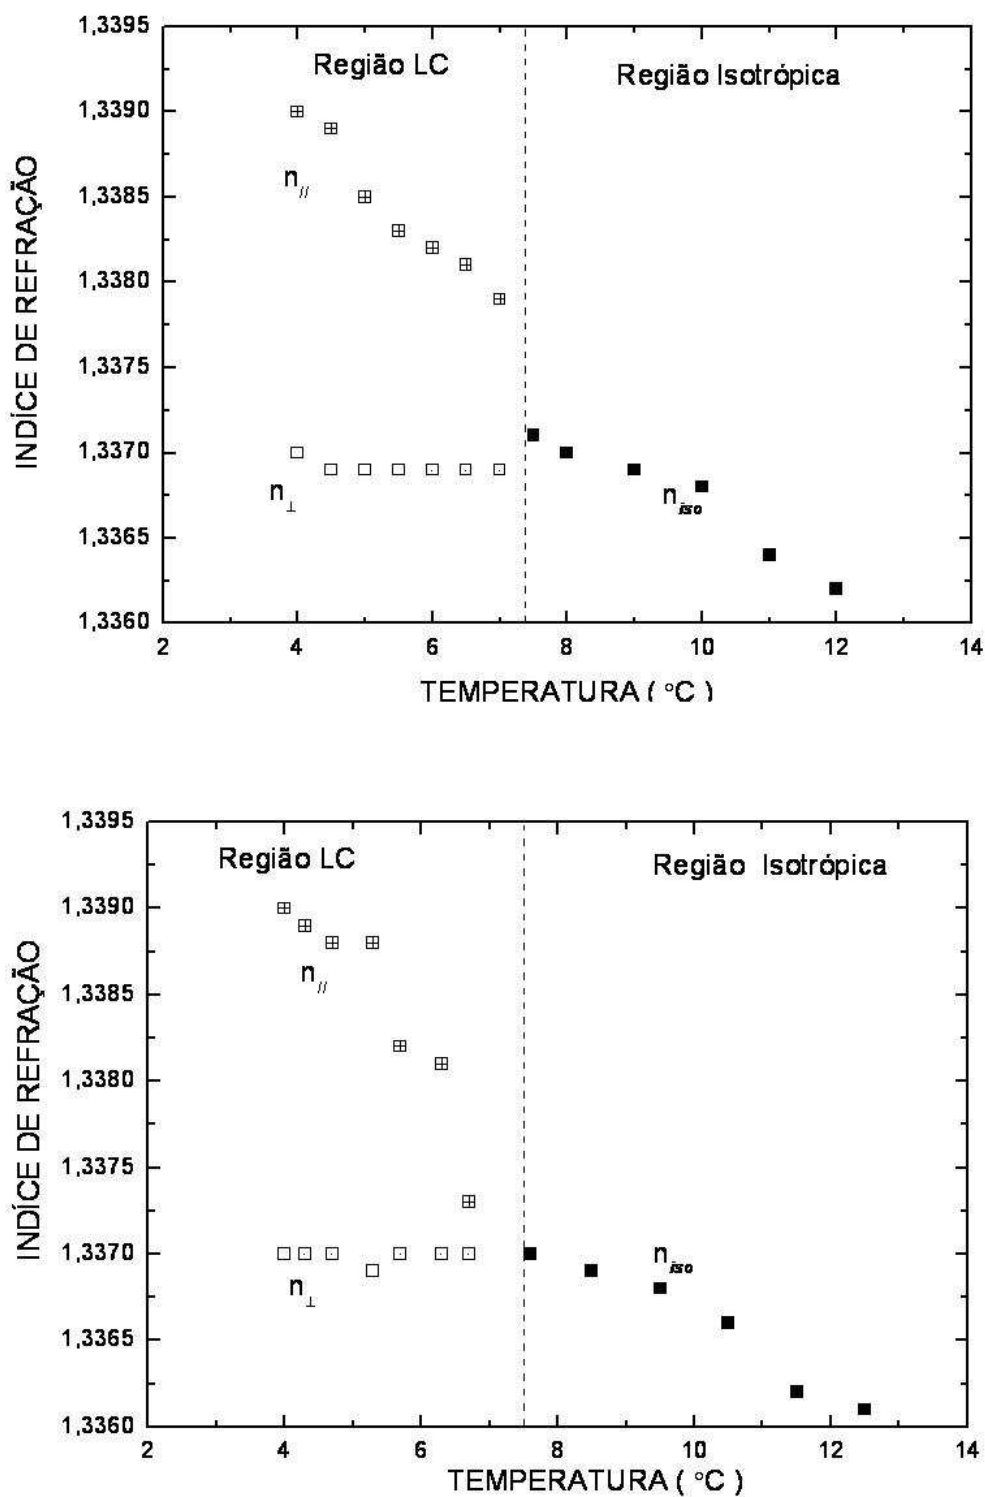 1,3395
Região LC
Região Isotrópica
1,3390
n//
1,3385
1,3380
1,3375
1,3370
n⊥
niso
1,3365
1,3360
INDÍCE DE REFRAÇÃO
2 4 6 8 10 12 14
TEMPERATURA ( °C )
1,3395
Região LC
Região Isotrópica
1,3390
n//
1,3385
1,3380
1,3375
1,3370
niso
n⊥
1,3365
1,3360
INDÍCE DE REFRAÇÃO
2 4 6 8 10 12 14
TEMPERATURA ( °C )